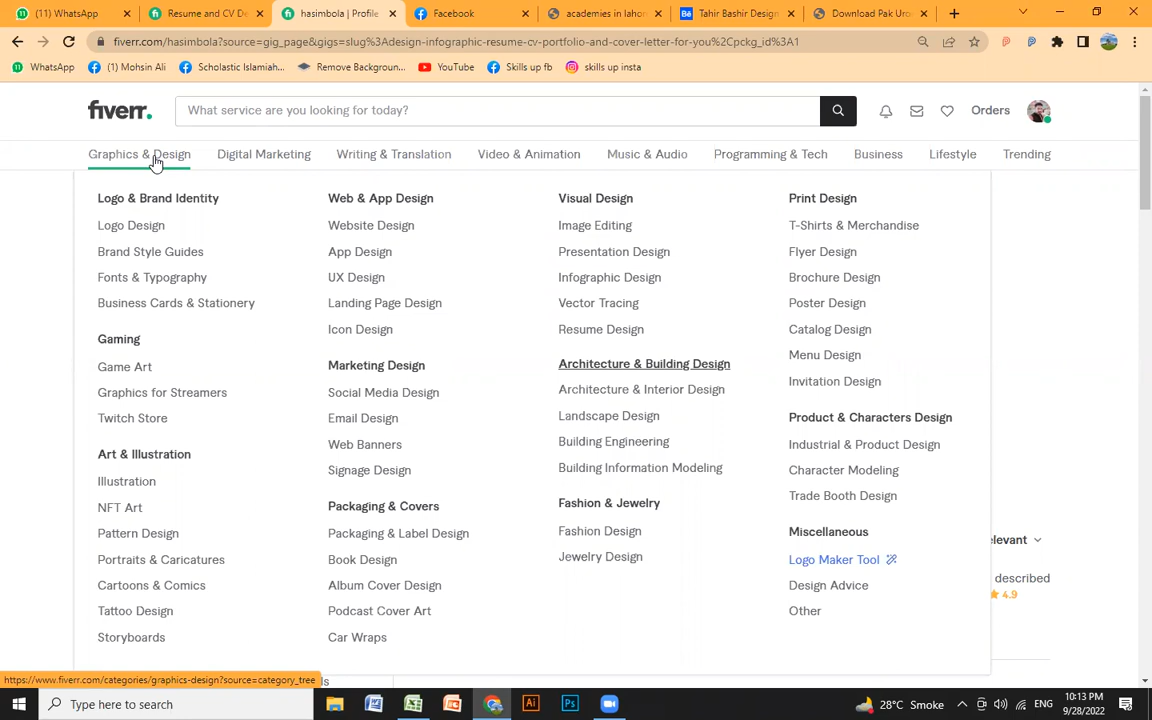 (11) WhatsApp
Resume and CV De
hasimbola | Profile
Facebook
academies in lahor
Tahir Bashir Design
Download Pak Uro
fiverr.com/hasimbola?source=gig_page&gigs=slug%3Adesign-infographic-resume-cv-portfolio-and-cover-letter-for-you%2Cpckg_id%3A1
WhatsApp
(1) Mohsin Ali
Scholastic Islamiah...
Remove Backgroun...
YouTube
Skills up fb
skills up insta
fiverr.
What service are you looking for today?
Orders
Graphics & Design
Digital Marketing
Writing & Translation
Video & Animation
Music & Audio
Programming & Tech
Business
Lifestyle
Trending
Logo & Brand Identity
Logo Design
Brand Style Guides
Fonts & Typography
Business Cards & Stationery
Gaming
Game Art
Graphics for Streamers
Twitch Store
Art & Illustration
Illustration
NFT Art
Pattern Design
Portraits & Caricatures
Cartoons & Comics
Tattoo Design
Storyboards
Web & App Design
Website Design
App Design
UX Design
Landing Page Design
Icon Design
Marketing Design
Social Media Design
Email Design
Web Banners
Signage Design
Packaging & Covers
Packaging & Label Design
Book Design
Album Cover Design
Podcast Cover Art
Car Wraps
Visual Design
Image Editing
Presentation Design
Infographic Design
Vector Tracing
Resume Design
Architecture & Building Design
Architecture & Interior Design
Landscape Design
Building Engineering
Building Information Modeling
Fashion & Jewelry
Fashion Design
Jewelry Design
Print Design
T-Shirts & Merchandise
Flyer Design
Brochure Design
Poster Design
Catalog Design
Menu Design
Invitation Design
Product & Characters Design
Industrial & Product Design
Character Modeling
Trade Booth Design
Miscellaneous
Logo Maker Tool
Design Advice
Other
elevant
described
4.9
https://www.fiverr.com/categories/graphics-design?source=category_tree
ls
Type here to search
28°C Smoke
ENG
10:13 PM
9/28/2022